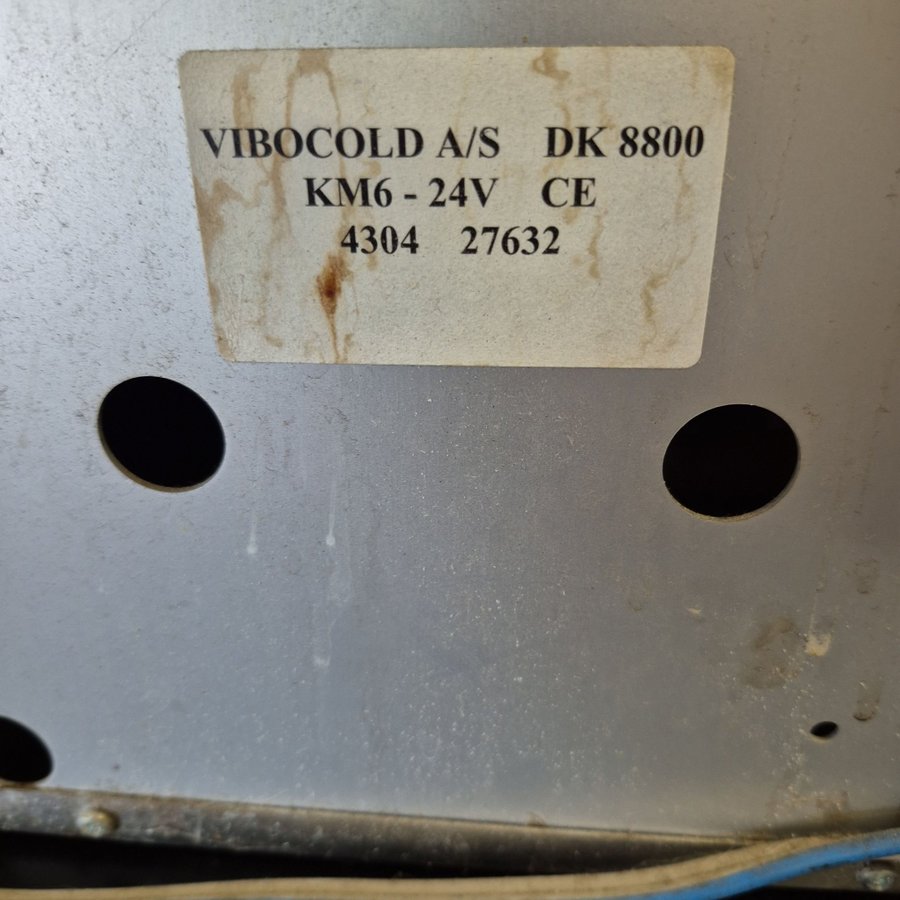 VIBOCOLD A/S DK 8800
KM6 - 24V CE
4304 27632